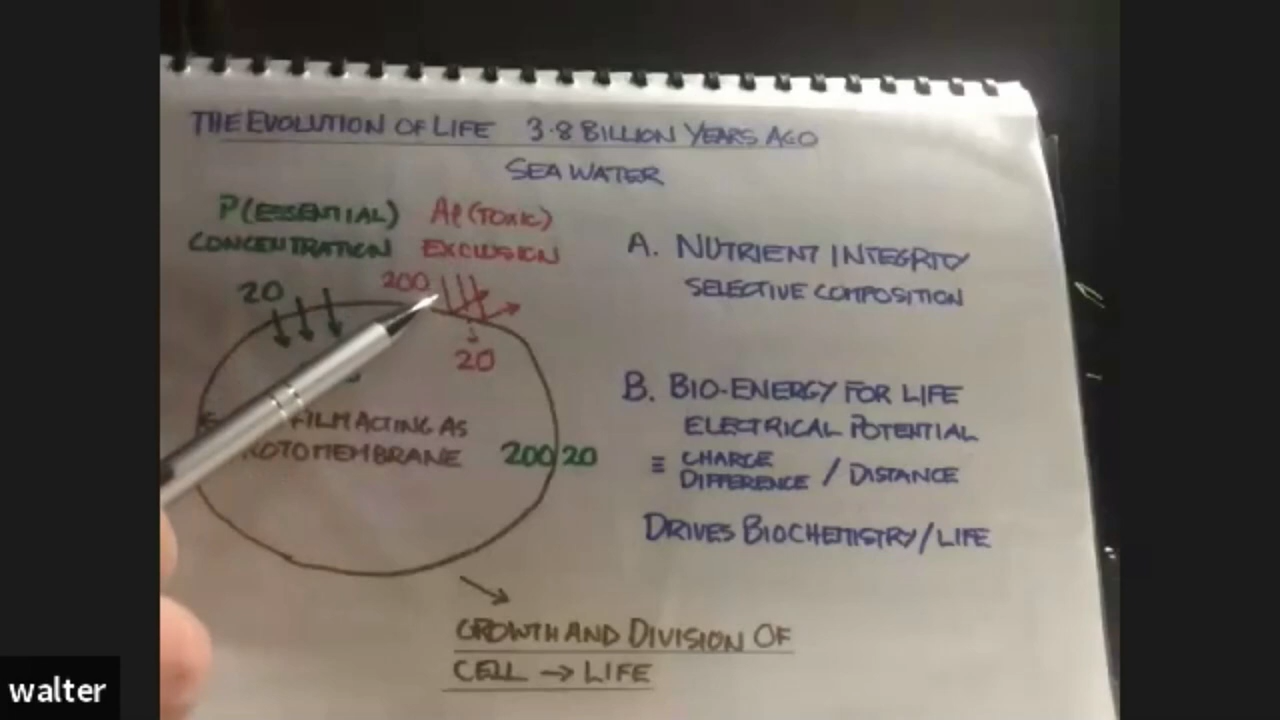 THE EVOLUTION OF LIFE 3.8 BILLION YEARS AGO
SEA WATER
P(ESSENTIAL) Al(TOXIC)
CONCENTRATION EXCLUSION
20 200
20
FILM ACTING AS
200 20
A. NUTRIENT INTEGRITY
SELECTIVE COMPOSITION
B. BIO-ENERGY FOR LIFE
ELECTRICAL POTENTIAL
≡ CHARGE
DIFFERENCE / DISTANCE
DRIVES BIOCHEMISTRY/LIFE
GROWTH AND DIVISION OF
CELL → LIFE
walter